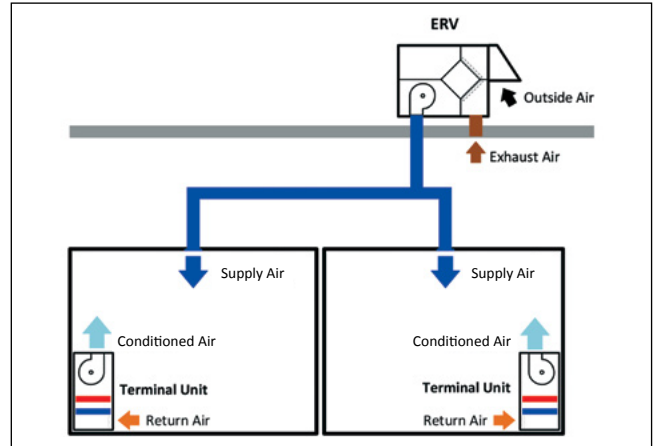 ERV
Outside Air
Exhaust Air
Supply Air
Supply Air
Conditioned Air
Conditioned Air
Terminal Unit
Terminal Unit
Return Air
Return Air